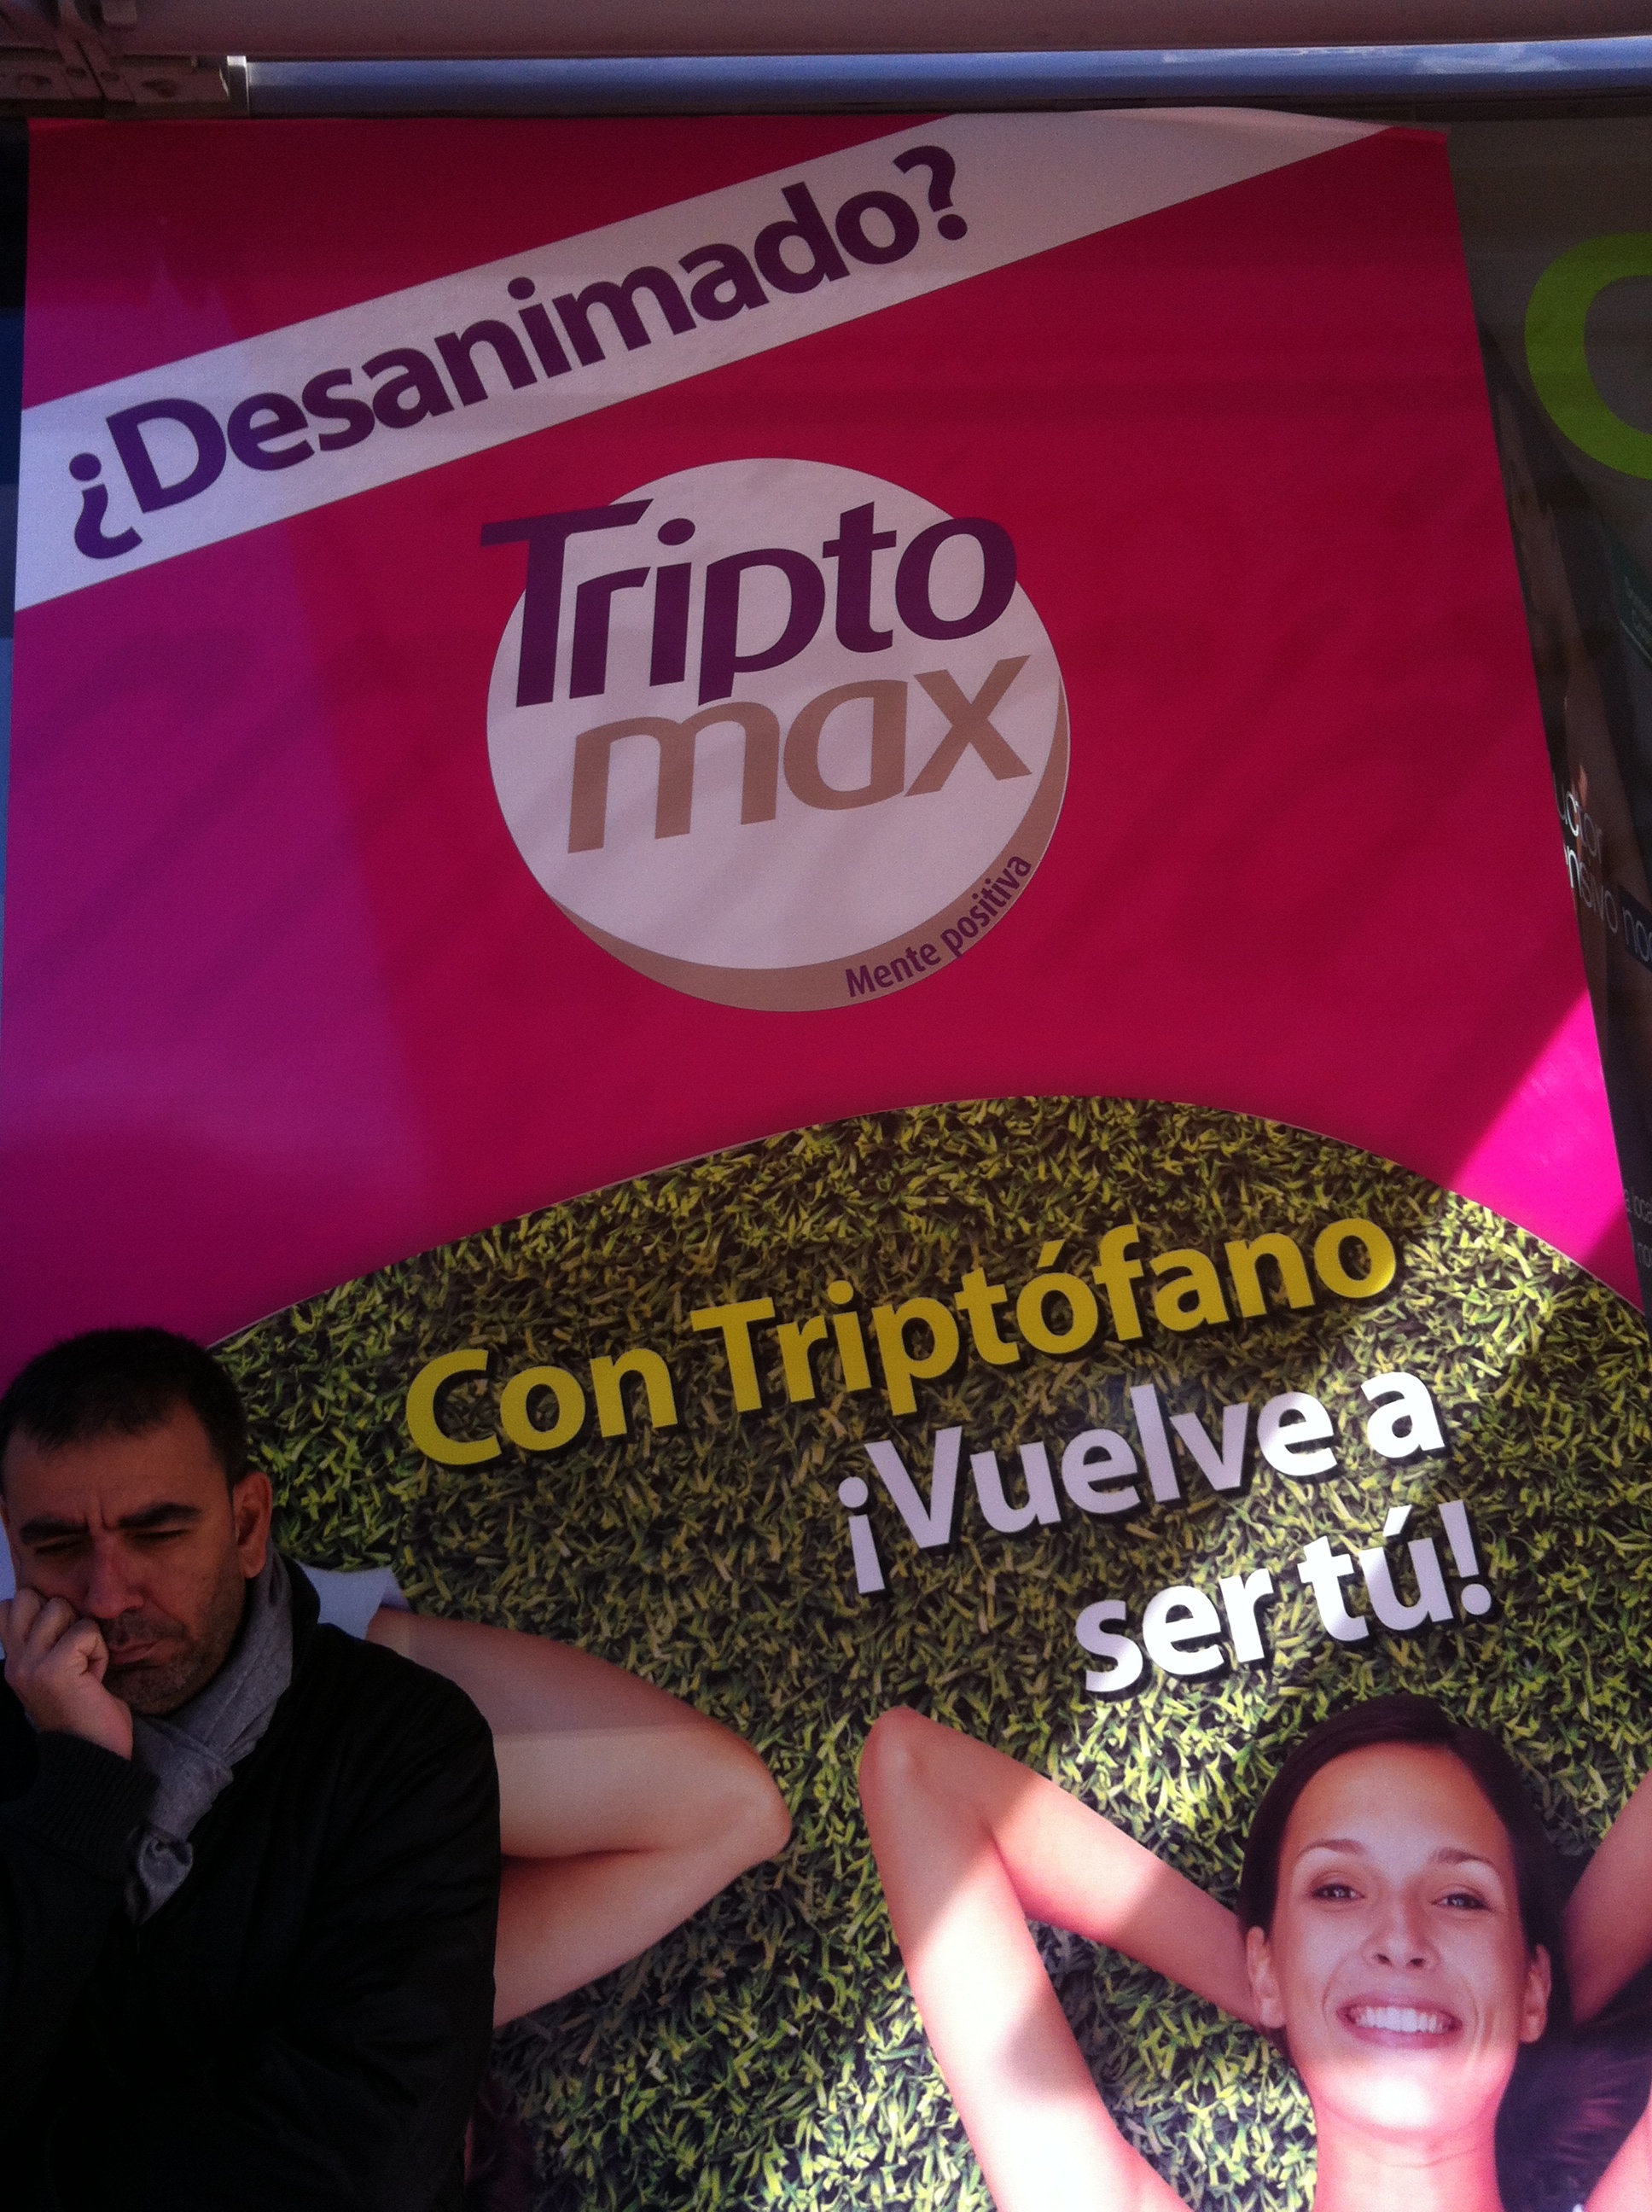 ¿Desanimado?
Tripto
max
Mente positiva
Con Triptófano
¡Vuelve a
ser tú!